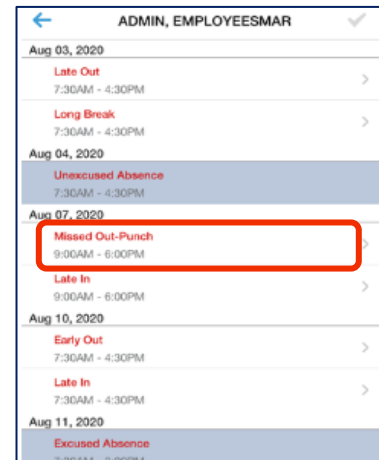 ADMIN, EMPLOYEESMAR
Aug 03, 2020
Late Out
7:30AM - 4:30PM
Long Break
7:30AM - 4:30PM
Aug 04, 2020
Unexcused Absence
7:30AM - 4:30PM
Aug 07, 2020
Missed Out-Punch
9:00AM - 6:00PM
Late In
9:00AM - 6:00PM
Aug 10, 2020
Early Out
7:30AM - 4:30PM
Late In
7:30AM - 4:30PM
Aug 11, 2020
Excused Absence